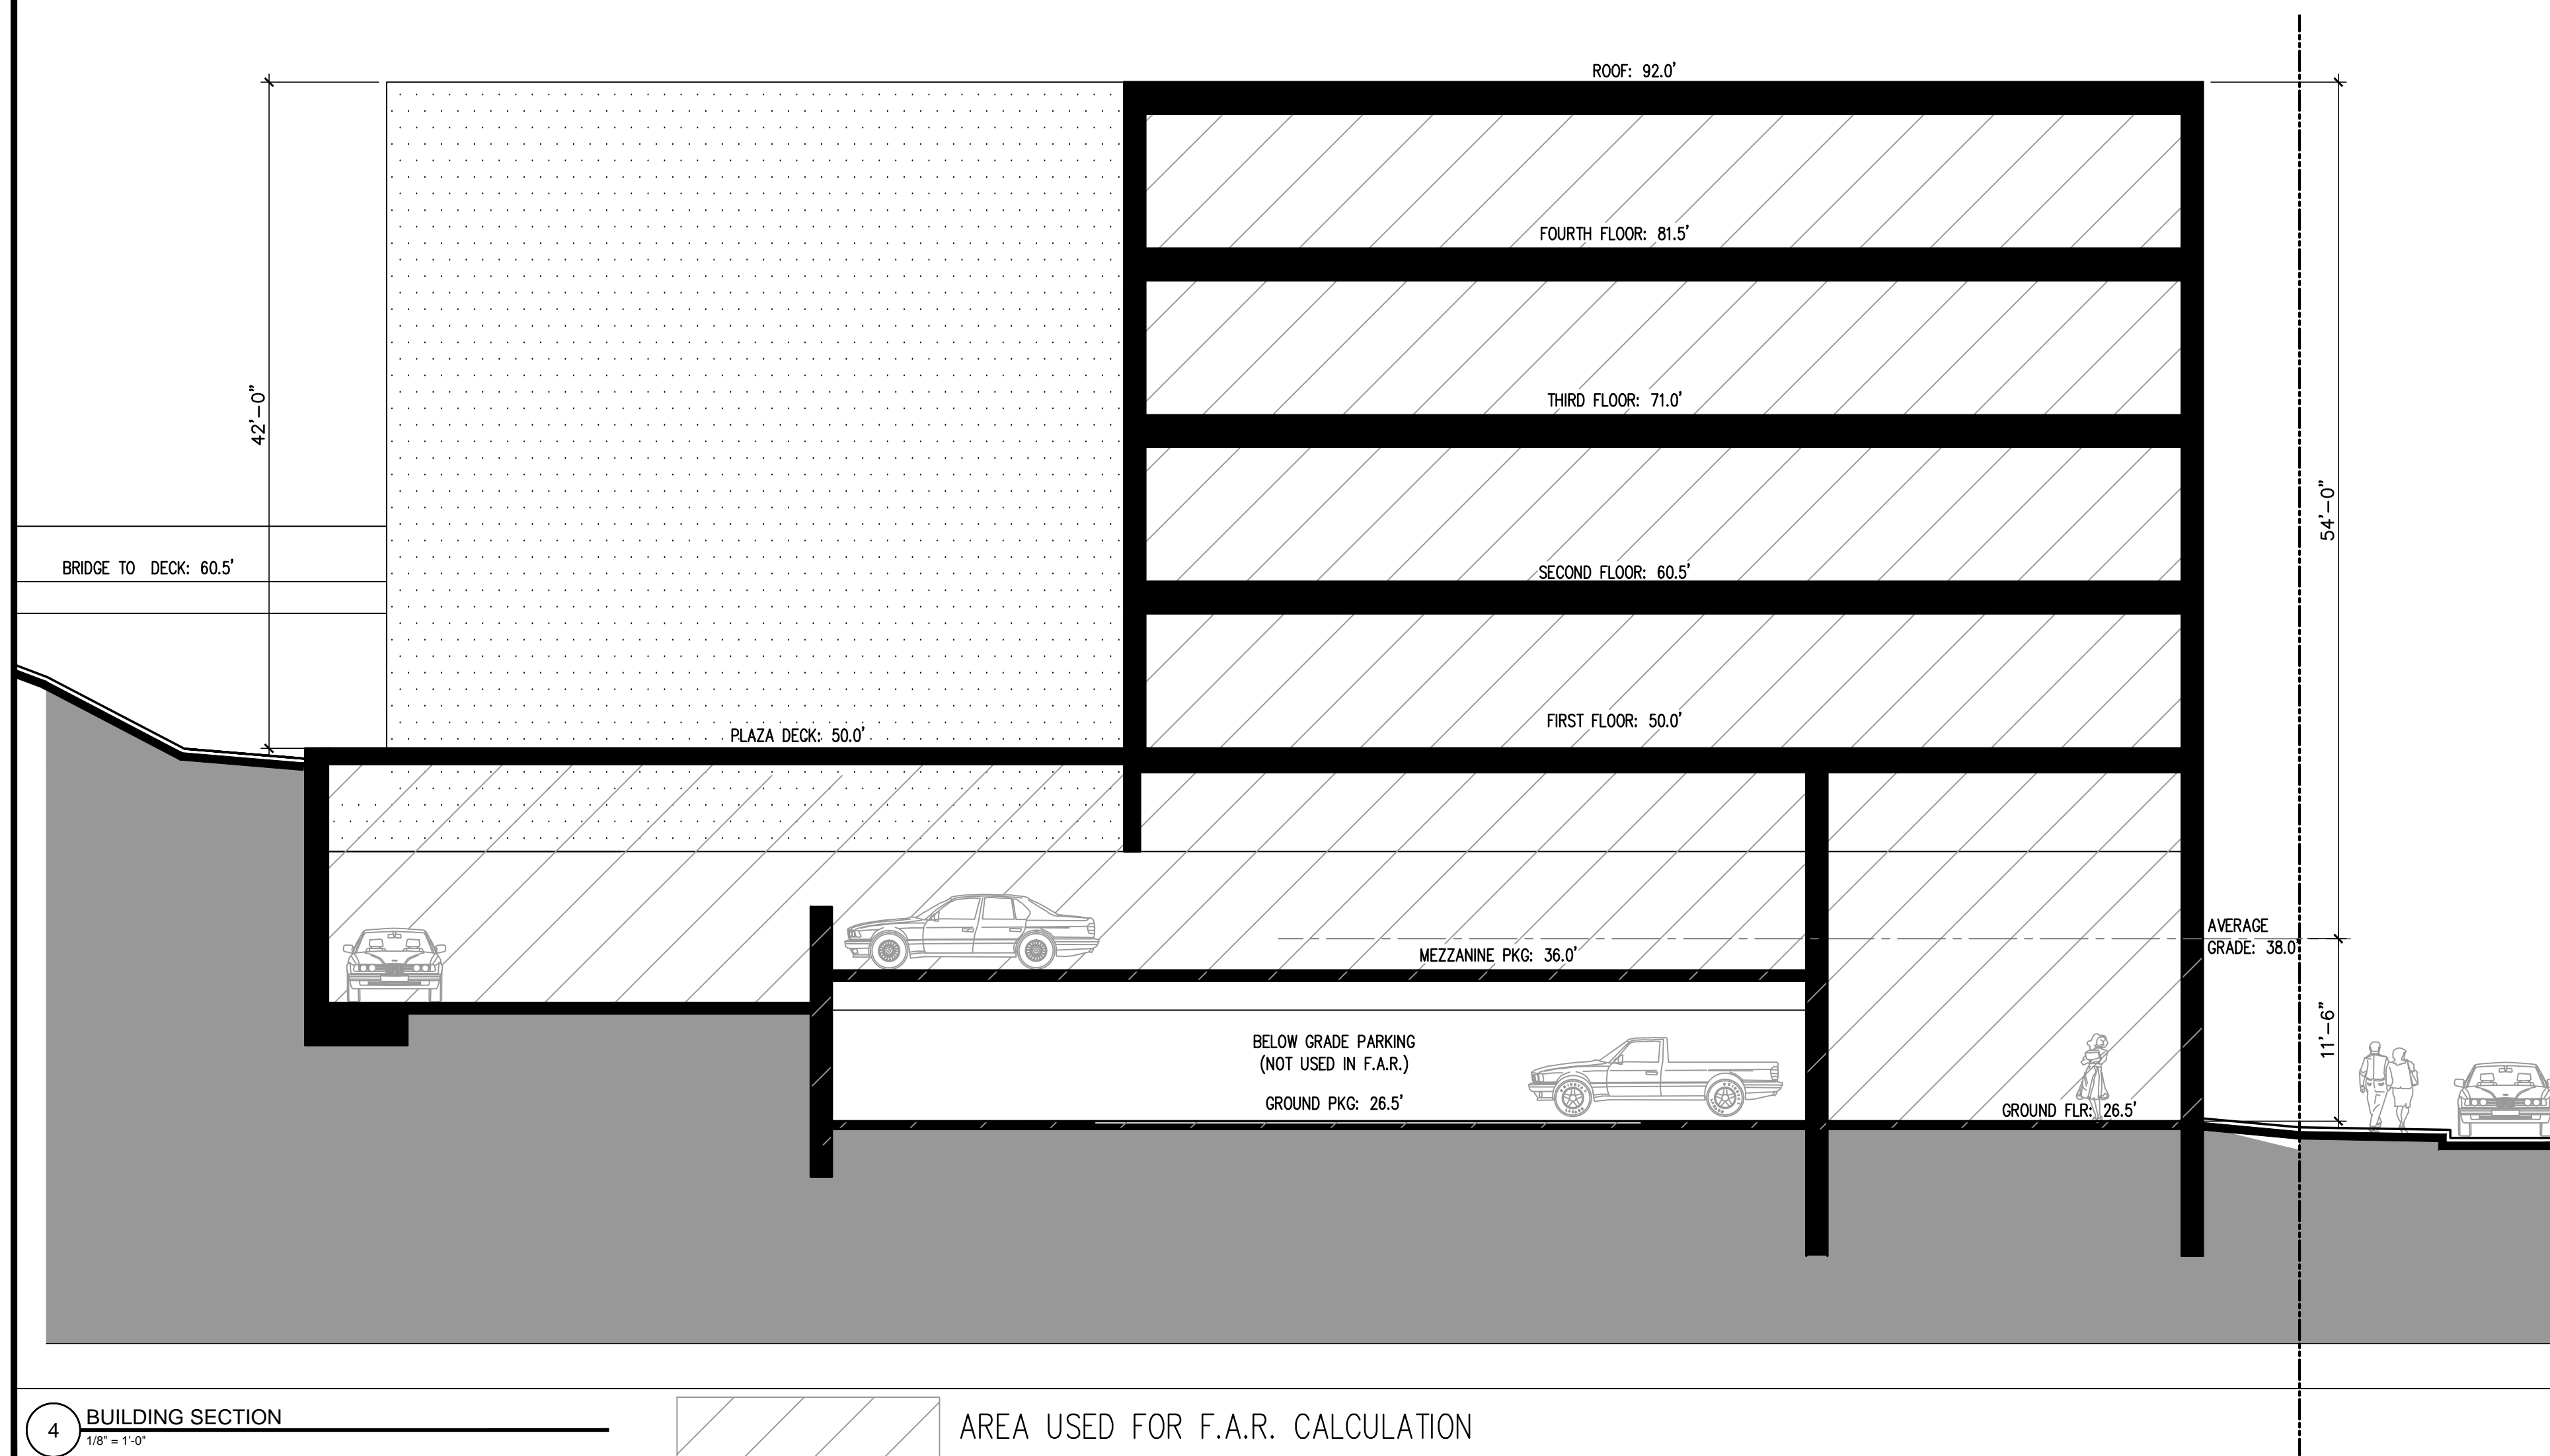 ROOF: 92.0'
FOURTH FLOOR: 81.5'
42'-0"
THIRD FLOOR: 71.0'
54'-0"
BRIDGE TO DECK: 60.5'
SECOND FLOOR: 60.5'
PLAZA DECK: 50.0'
FIRST FLOOR: 50.0'
AVERAGE
GRADE: 38.0'
MEZZANINE PKG: 36.0'
11'-6"
BELOW GRADE PARKING
(NOT USED IN F.A.R.)
GROUND PKG: 26.5'
GROUND FLR: 26.5'
4
BUILDING SECTION
1/8" = 1'-0"
AREA USED FOR F.A.R. CALCULATION